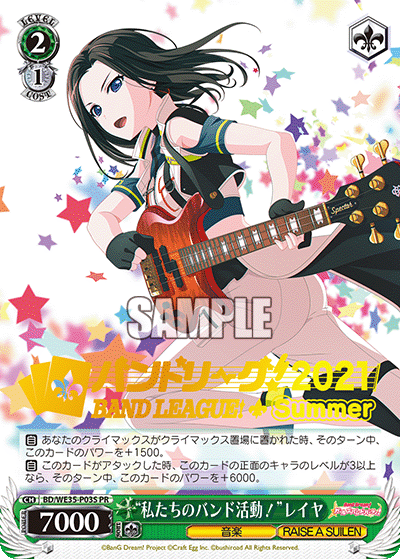 LEVEL
2
1
COST
Spector
SAMPLE
バンドリーグ!2021
BAND LEAGUE! Summer
自 あなたのクライマックスがクライマックス置場に置かれた時、そのターン中、
このカードのパワーを+1500。
自 このカードがアタックした時、このカードの正面のキャラのレベルが3以上
なら、そのターン中、このカードのパワーを+6000。
CH BD/WE35-P03S PR
POWER 7000
“私たちのバンド活動！”レイヤ
音楽 RAISE A SUILEN
©BanG Dream! Project ©Craft Egg Inc. ©bushiroad All Rights Reserved.